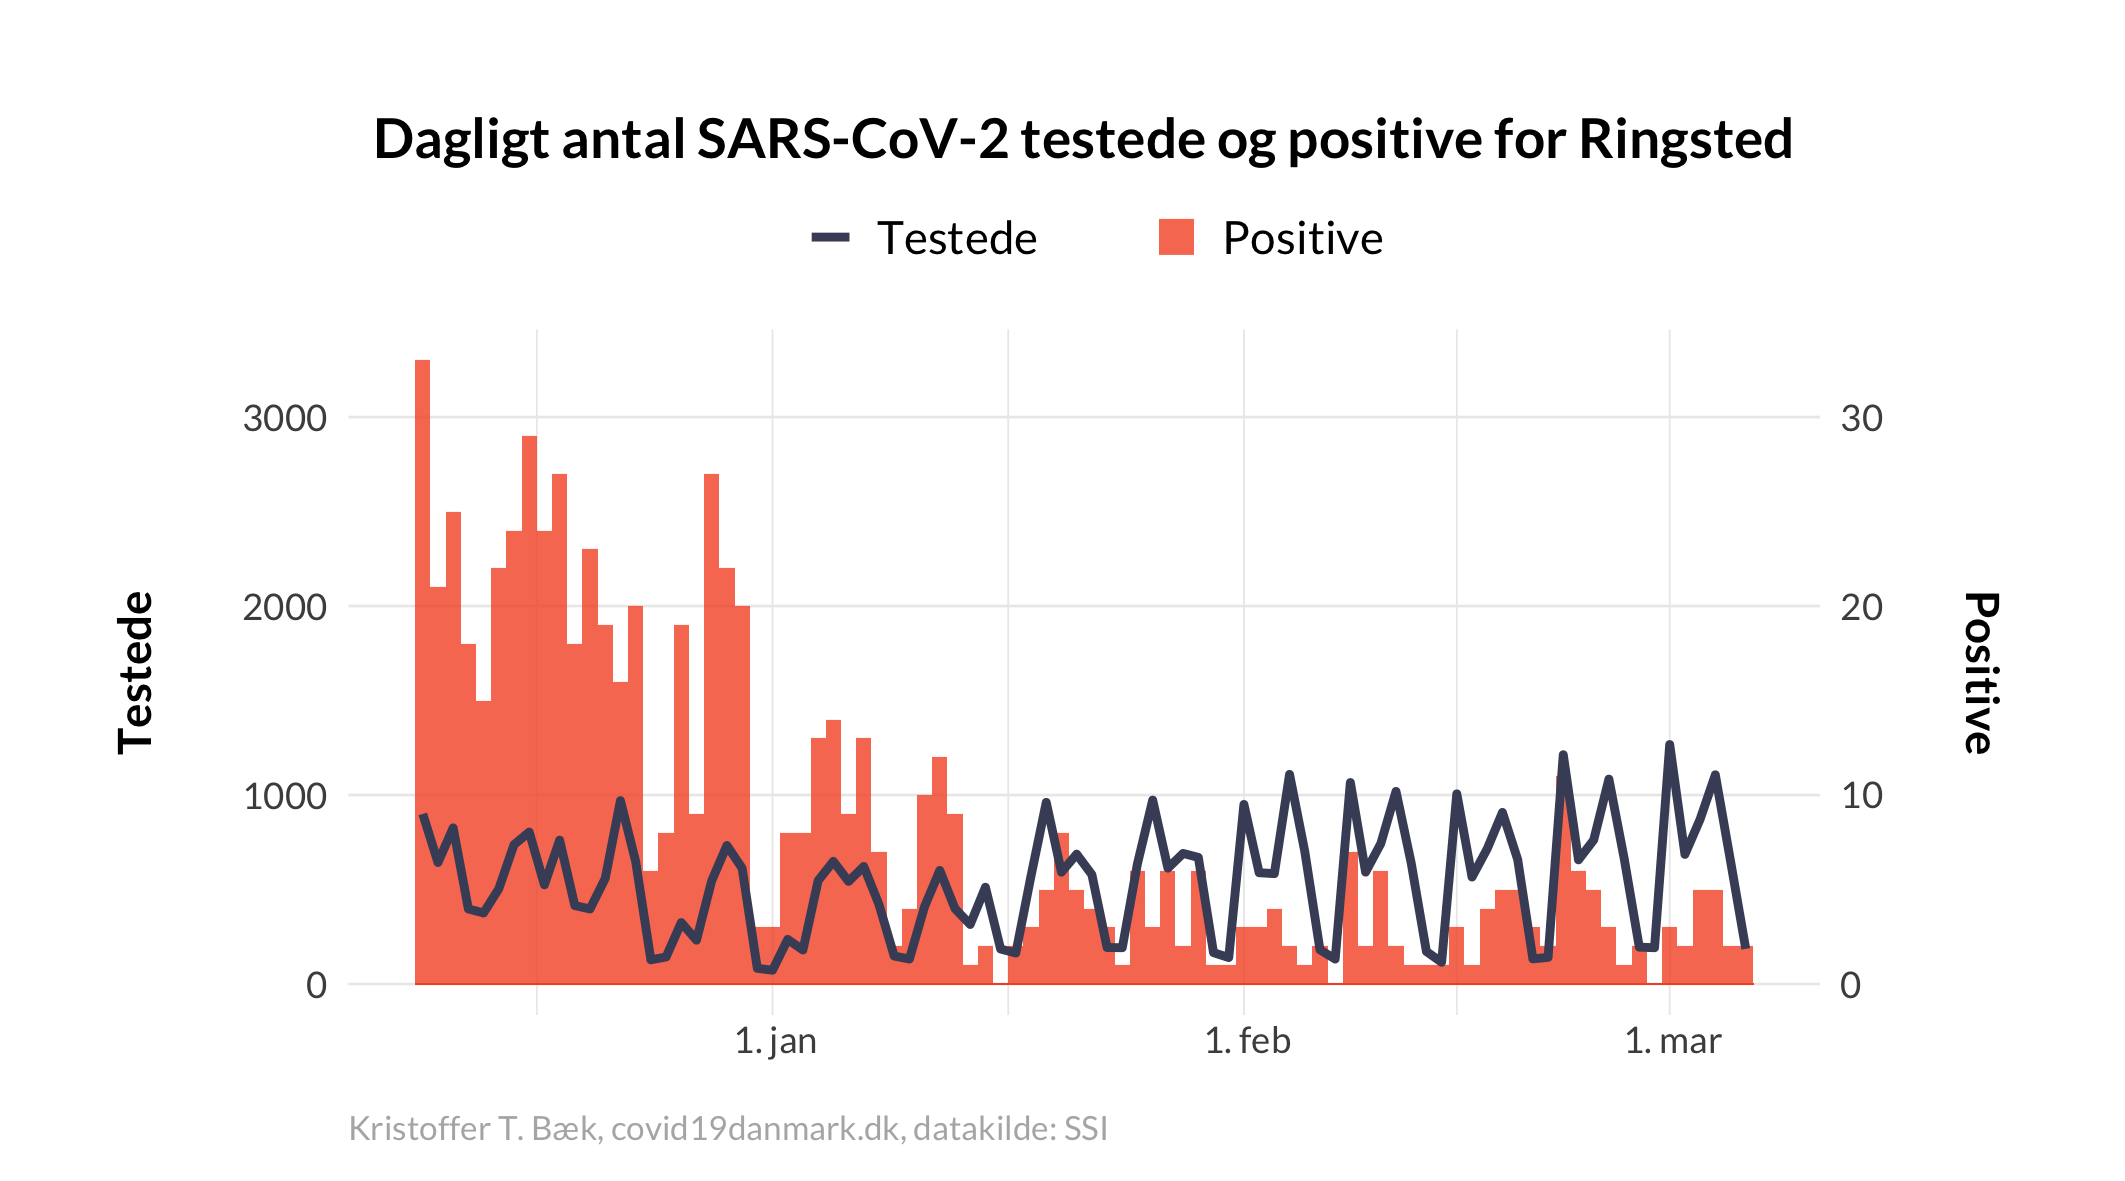 Dagligt antal SARS-CoV-2 testede og positive for Ringsted
Testede
Positive
3000
2000
1000
0
Testede
30
20
10
0
Positive
1. jan
1. feb
1. mar
Kristoffer T. Bæk, covid19danmark.dk, datakilde: SSI